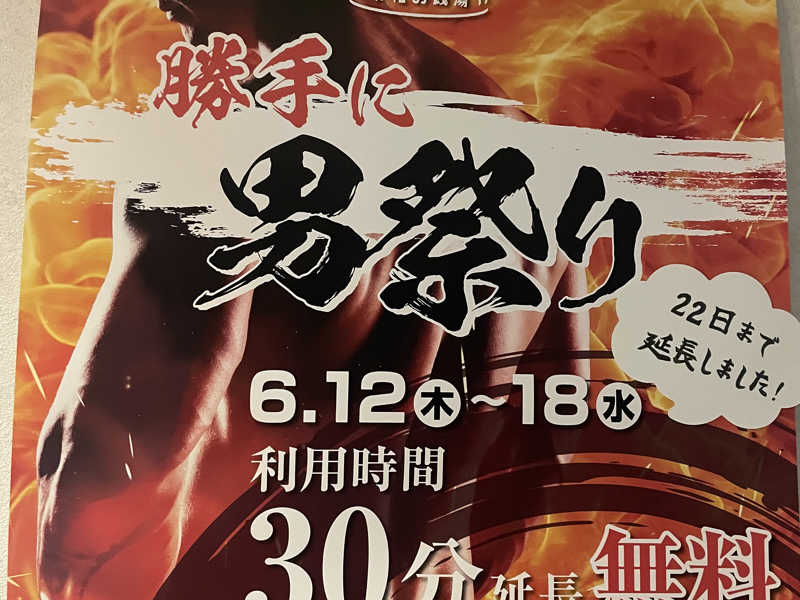 勝手に
男祭り
22日まで
延長しました!
6.12㊍~18㊌
利用時間
30分延長無料